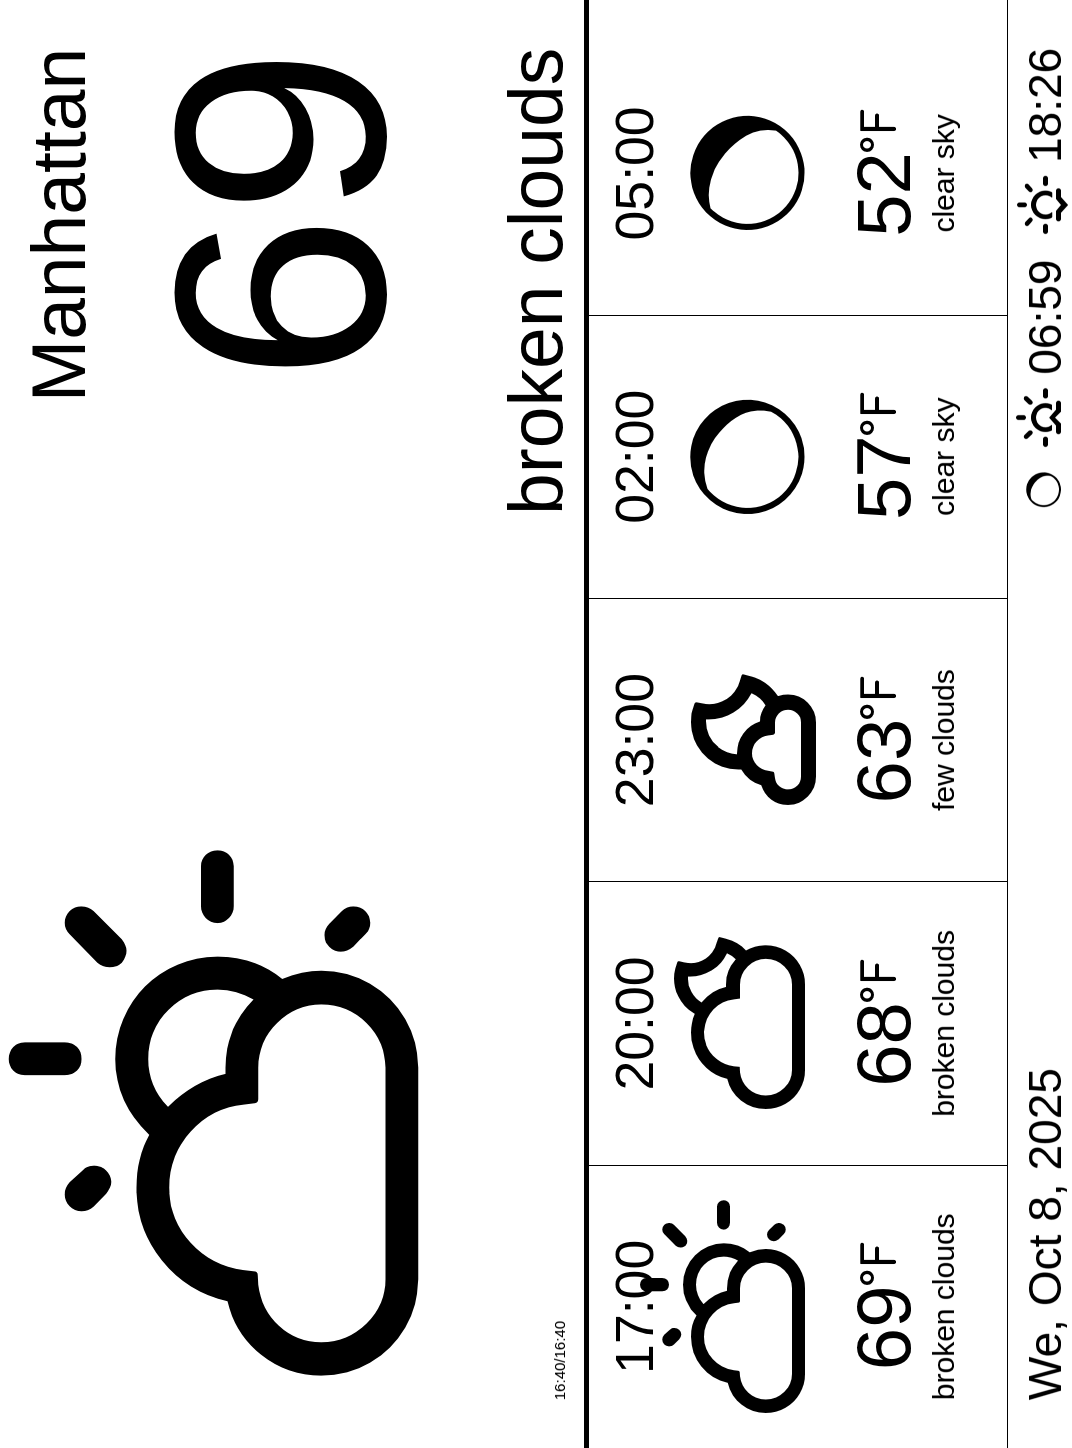 Manhattan
69
broken clouds
16:40/16:40
17:00 20:00 23:00 02:00 05:00
69°F 68°F 63°F 57°F 52°F
broken clouds broken clouds few clouds clear sky clear sky
We, Oct 8, 2025 06:59 18:26